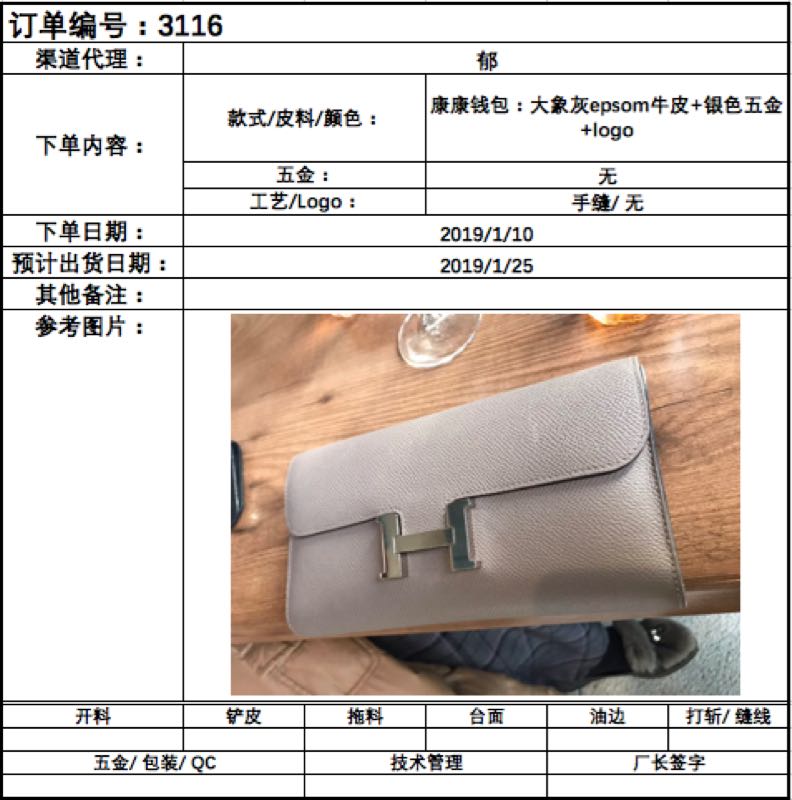 订单编号：3116
渠道代理：
郁
下单内容：
款式/皮料/颜色：
康康钱包：大象灰epsom牛皮+银色五金
+logo
五金：
无
工艺/Logo：
手缝/ 无
下单日期：
2019/1/10
预计出货日期：
2019/1/25
其他备注：
参考图片：
开料
铲皮
拖料
台面
油边
打斩/ 缝线
五金/ 包装/ QC
技术管理
厂长签字